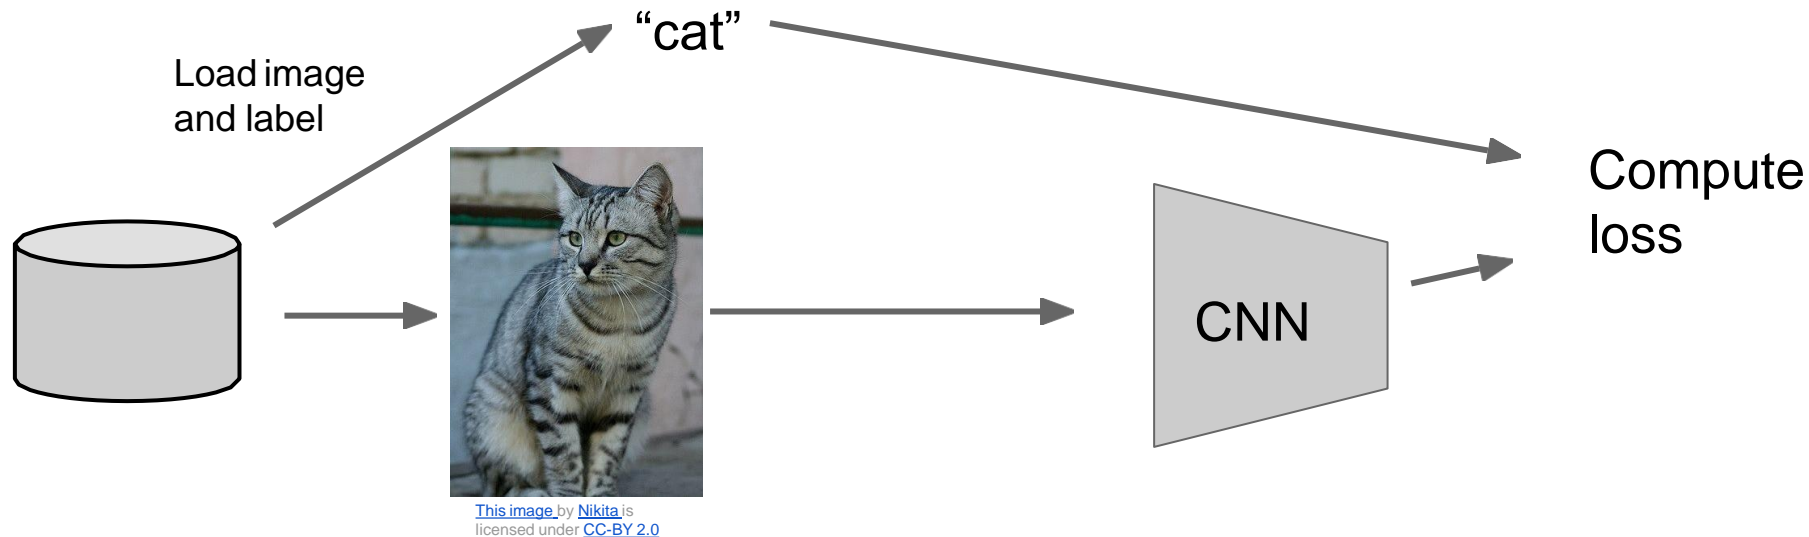 “cat”
Load image
and label
Compute
loss
CNN
This image by Nikita is
licensed under CC-BY 2.0